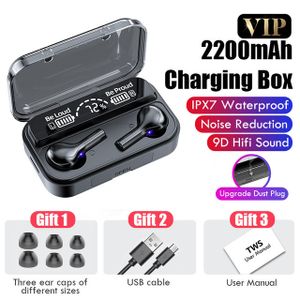 VIP
2200mAh
Charging Box
IPX7 Waterproof
Noise Reduction
9D Hifi Sound
Be Loud
Be Proud
72%
Upgrade Dust Plug
Gift 1
Gift 2
Gift 3
TWS
User Manual
Three ear caps of
different sizes
USB cable
User Manual